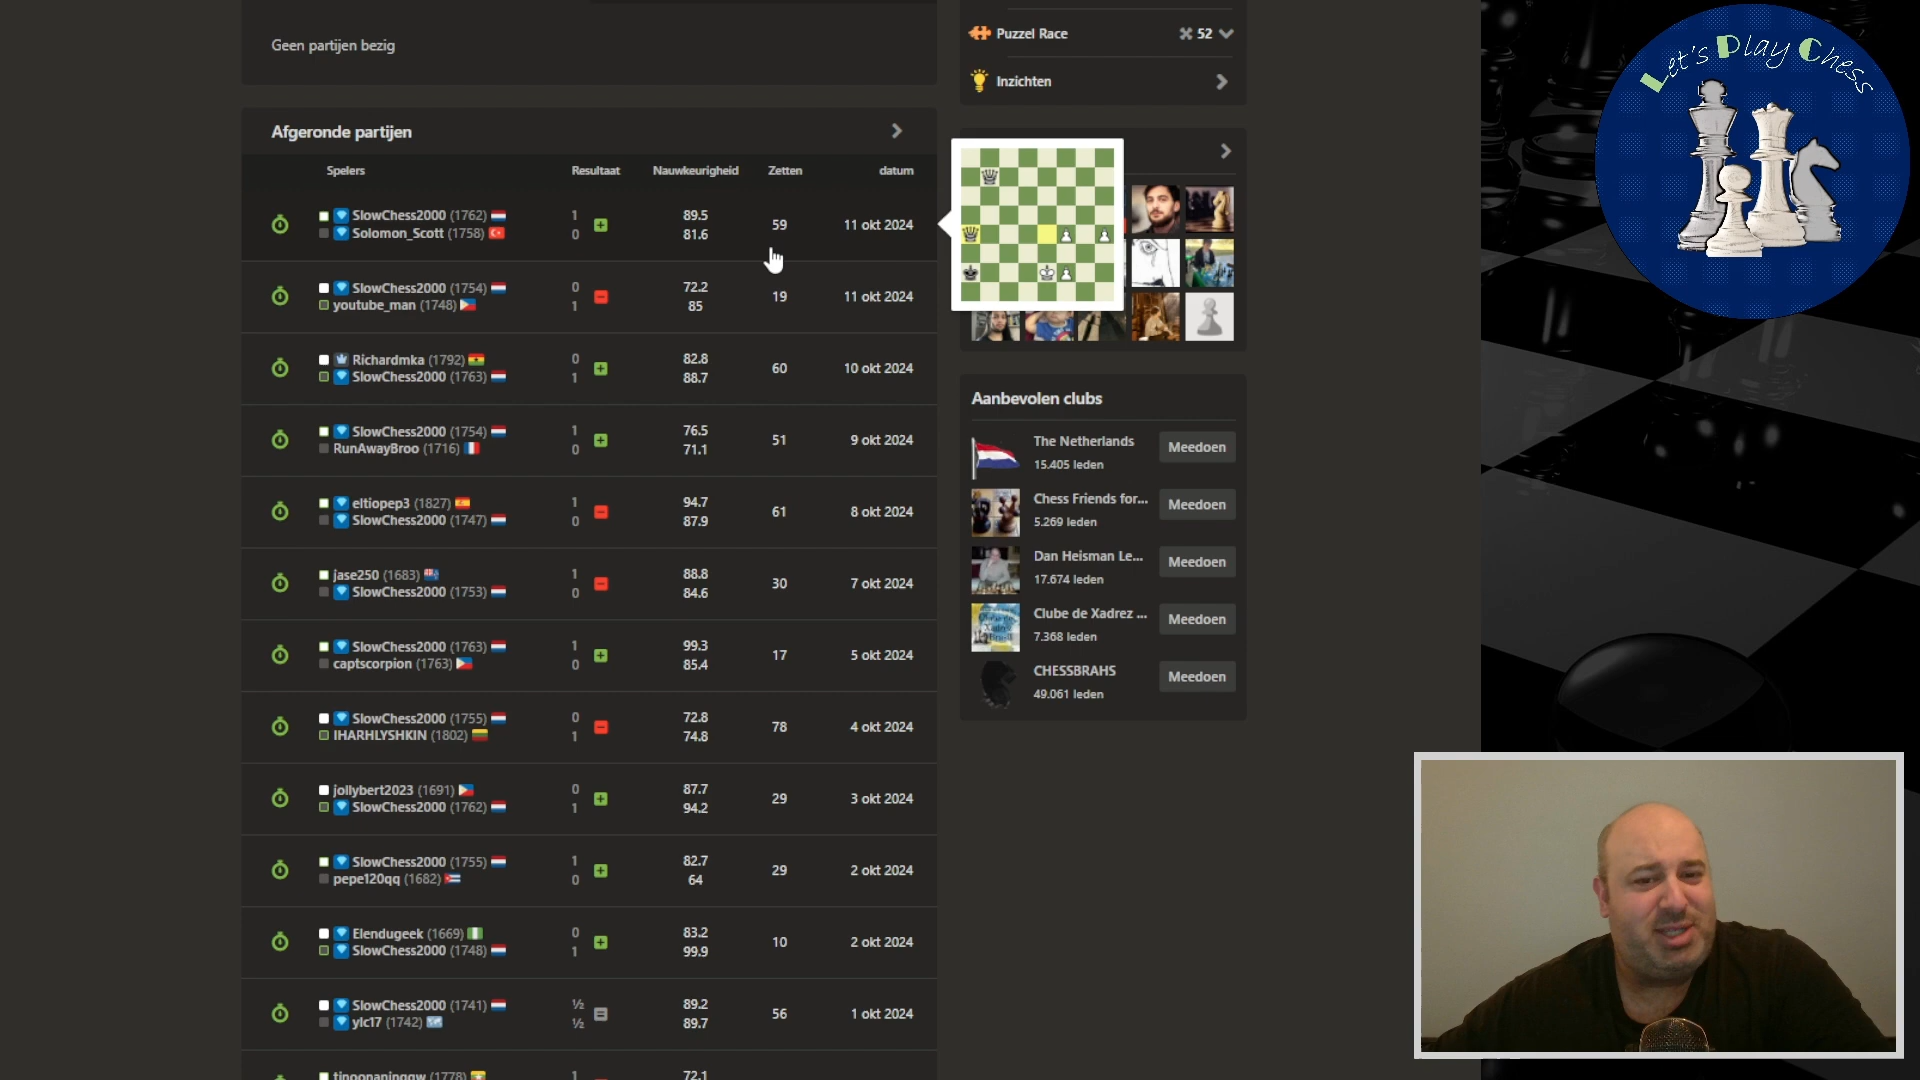 Geen partijen bezig
Afgeronde partijen
Spelers Resultaat Nauwkeurigheid Zetten datum
SlowChess2000 (1762) 1 89.5
Solomon_Scott (1758) 0 81.6
59 11 okt 2024
SlowChess2000 (1754) 0 72.2
youtube_man (1748) 1 85
19 11 okt 2024
Richardmka (1792) 0 82.8
SlowChess2000 (1763) 1 88.7
60 10 okt 2024
SlowChess2000 (1754) 1 76.5
RunAwayBroo (1716) 0 71.1
51 9 okt 2024
eltiopep3 (1827) 1 94.7
SlowChess2000 (1747) 0 87.9
61 8 okt 2024
jase250 (1683) 1 88.8
SlowChess2000 (1753) 0 84.6
30 7 okt 2024
SlowChess2000 (1763) 1 99.3
captscorpion (1763) 0 85.4
17 5 okt 2024
SlowChess2000 (1755) 0 72.8
IHARHLYSHKIN (1802) 1 74.8
78 4 okt 2024
jollybert2023 (1691) 0 87.7
SlowChess2000 (1762) 1 94.2
29 3 okt 2024
SlowChess2000 (1755) 1 82.7
pepe120qq (1682) 0 64
29 2 okt 2024
Elendugeek (1669) 0 83.2
SlowChess2000 (1748) 1 99.9
10 2 okt 2024
SlowChess2000 (1741) ½ 89.2
ylc17 (1742) ½ 89.7
56 1 okt 2024
(1778) 1 72.1
Puzzel Race 52
Inzichten
Aanbevolen clubs
The Netherlands
15.405 leden
Meedoen
Chess Friends for...
5.269 leden
Meedoen
Dan Heisman Le...
17.674 leden
Meedoen
Clube de Xadrez ...
7.368 leden
Meedoen
CHESSBRAHS
49.061 leden
Meedoen
Let's Play Chess